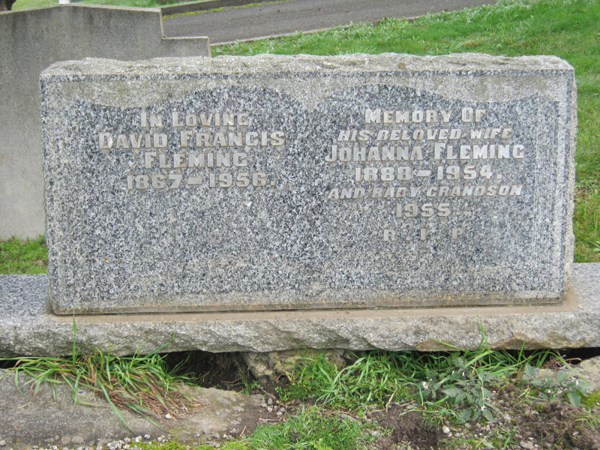 In Loving
David Francis
Fleming
1867-1956.
Memory Of
His Beloved Wife
Johanna Fleming
1888-1954.
And Baby Grandson
1955.
R. I. P.